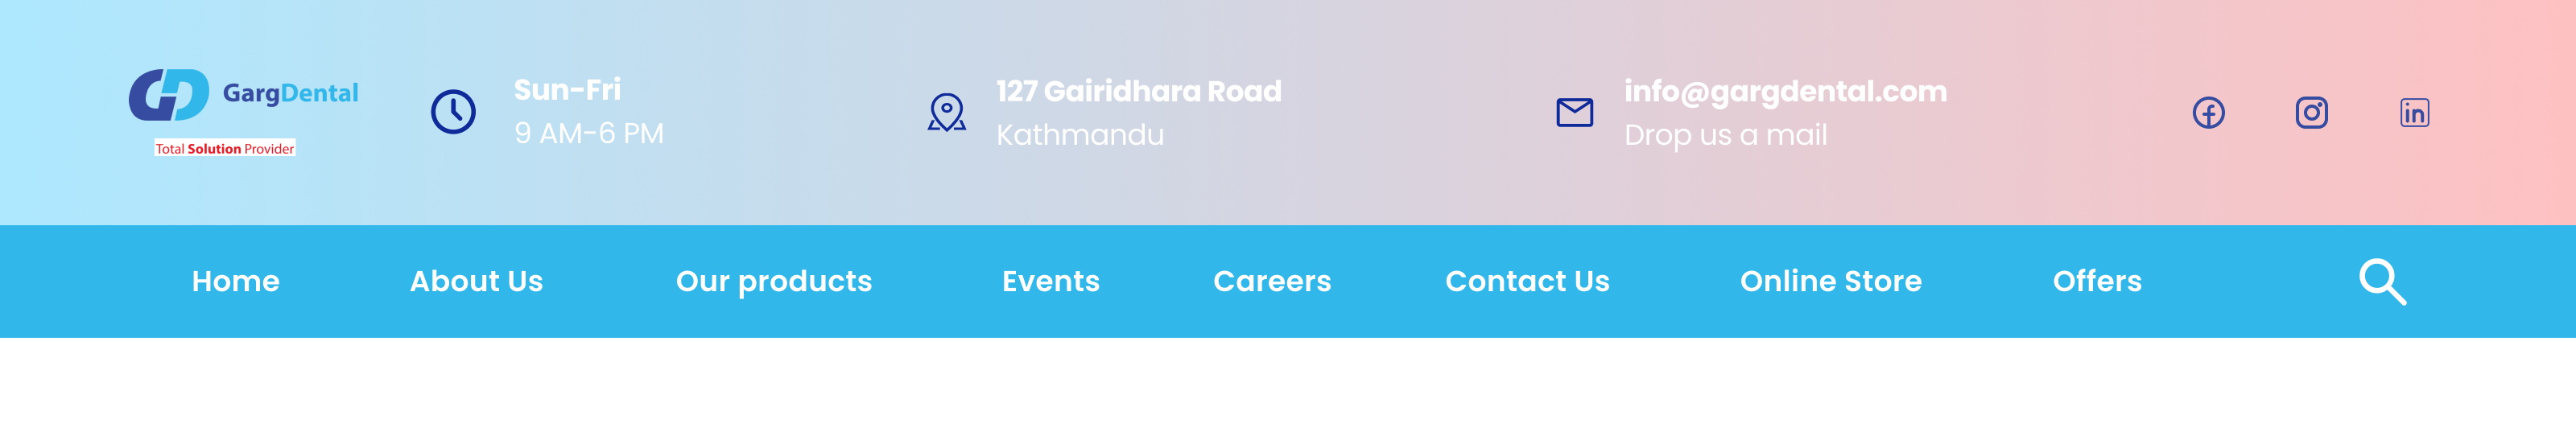 GargDental
Total Solution Provider
Sun-Fri
9 AM-6 PM
127 Gairidhara Road
Kathmandu
info@gargdental.com
Drop us a mail
Home
About Us
Our products
Events
Careers
Contact Us
Online Store
Offers